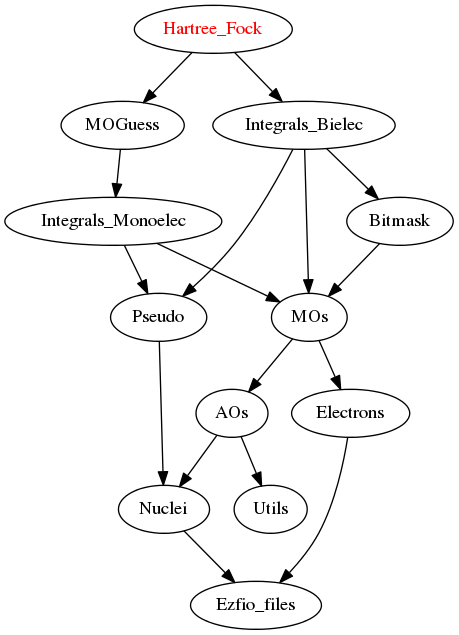 Hartree_Fock
MOGuess
Integrals_Bielec
Integrals_Monoelec
Bitmask
Pseudo
MOs
AOs
Electrons
Nuclei
Utils
Ezfio_files